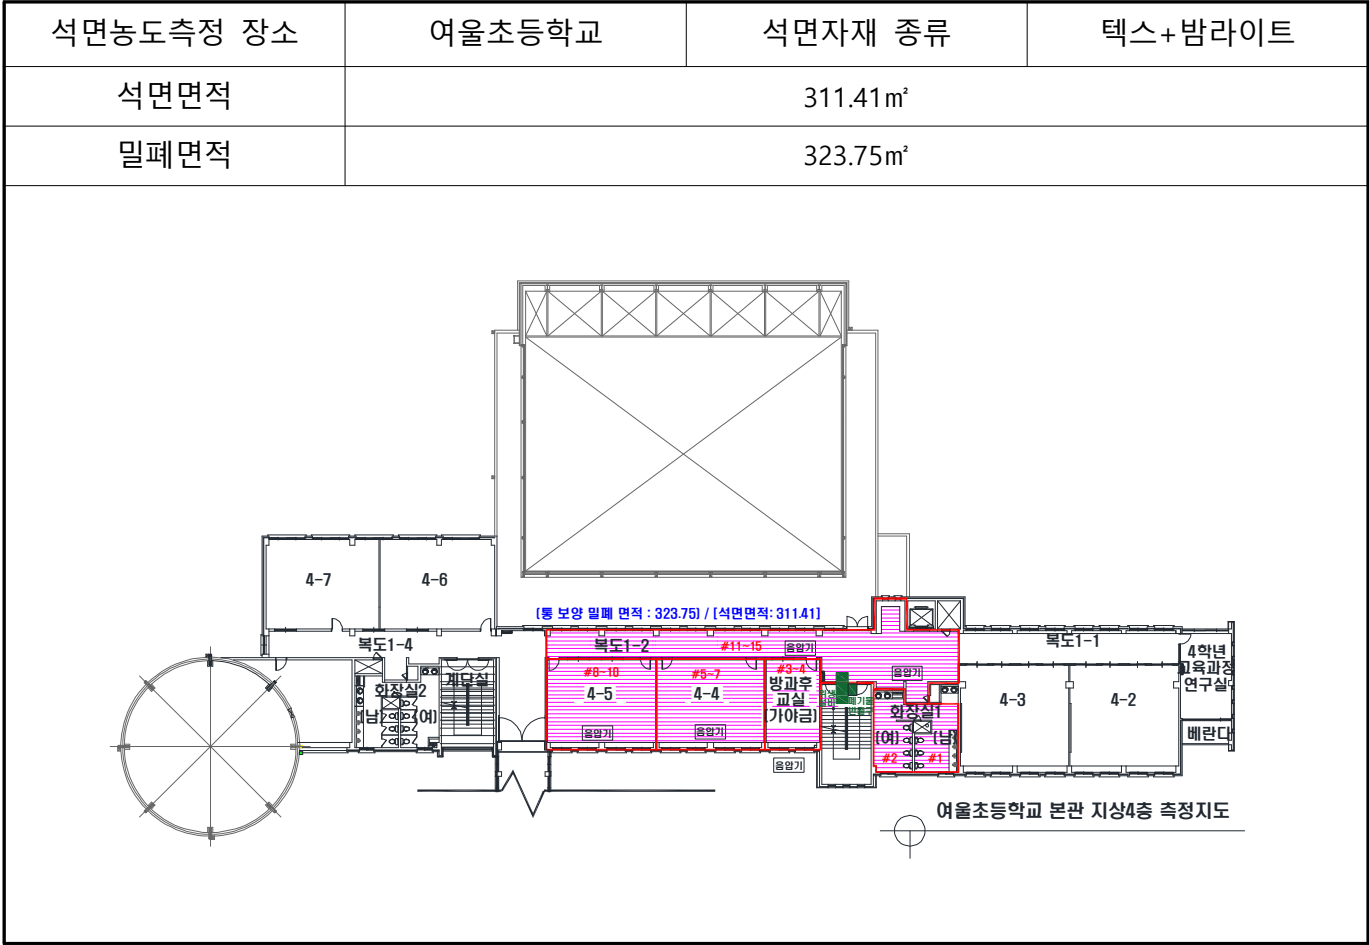 석면농도측정 장소 여울초등학교 석면자재 종류 텍스+밤라이트
석면면적 311.41㎡
밀폐면적 323.75㎡
4-7
4-6
[통 보양 밀폐 면적 : 323.75] / [석면면적: 311.41]
복도1-4
복도1-2
#11~15
음압기
복도1-1
4학년
교육과정
연구실
#8~10
4-5
#5~7
4-4
#3~4
방과후
교실
[가야금]
음압기
계단실
화장실2
[남]
[여]
4-3
4-2
화장실1
[여]
[남]
#2
#1
음압기
음압기
음압기
베란다
여울초등학교 본관 지상4층 측정지도